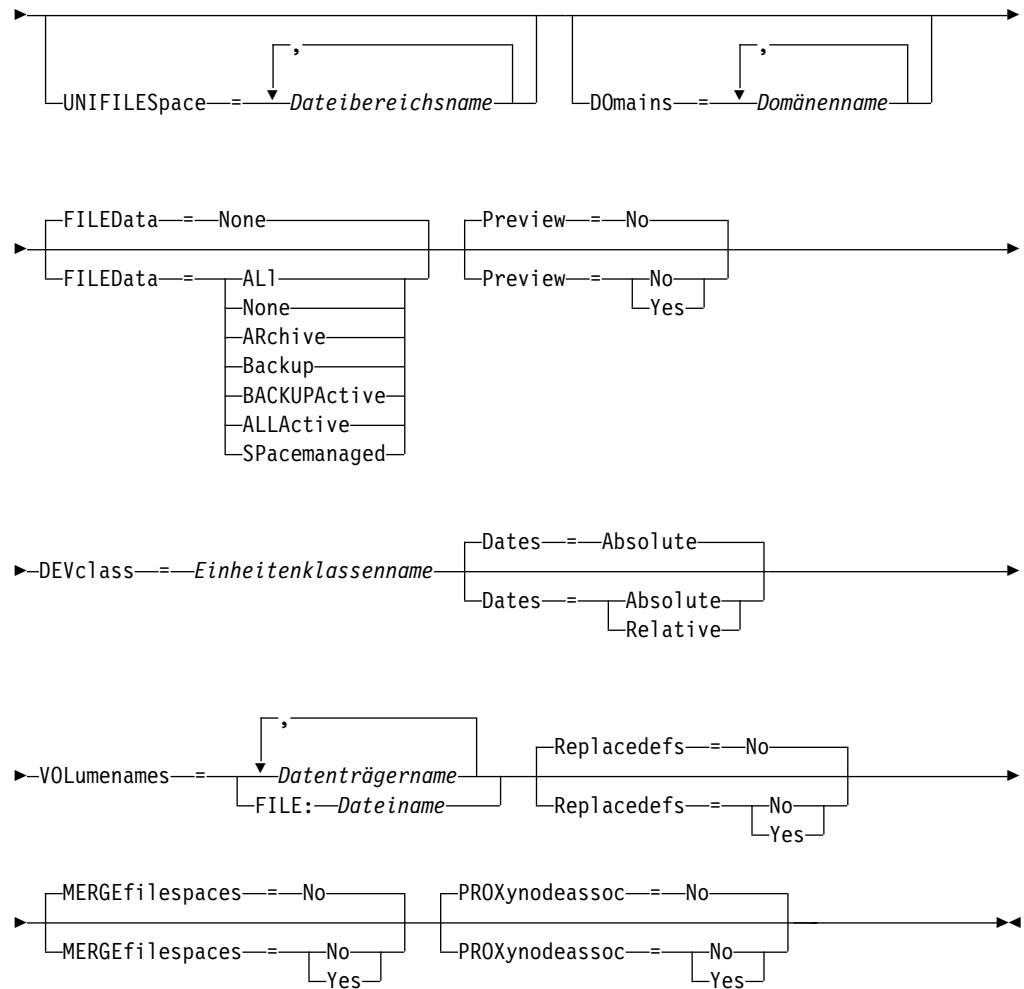 , ,
UNIFILESpace = Dateibereichsname DOmains = Domänenname
FILEData = None Preview = No
FILEData = ALl Preview = No
None Yes
ARchive
Backup
BACKUPActive
ALLActive
SPacemanaged
Dates = Absolute
DEVclass = Einheitenklassenname
Dates = Absolute
Relative
,
Replacedefs = No
VOLumenames = Datenträgername
FILE: Dateiname Replacedefs = No
Yes
MERGEfilespaces = No PROXynodeassoc = No
MERGEfilespaces = No PROXynodeassoc = No
Yes Yes